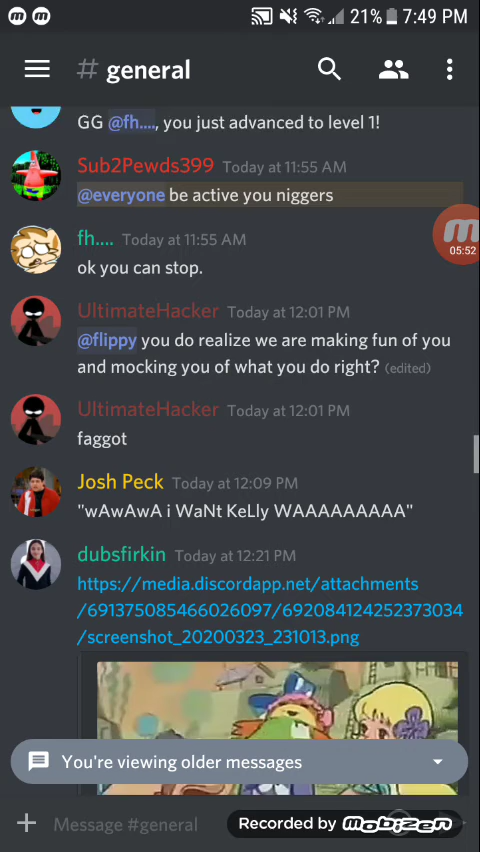 21% 7:49 PM
# general
GG @fh...., you just advanced to level 1!
Sub2Pewds399 Today at 11:55 AM
@everyone be active you niggers
fh.... Today at 11:55 AM
ok you can stop.
05:52
UltimateHacker Today at 12:01 PM
@flippy you do realize we are making fun of you
and mocking you of what you do right? (edited)
UltimateHacker Today at 12:01 PM
faggot
Josh Peck Today at 12:09 PM
"wAwAwA i WaNt KeLly WAAAAAAAAA"
dubsfirkin Today at 12:21 PM
https://media.discordapp.net/attachments
/691375085466026097/692084124252373034
/screenshot_20200323_231013.png
You're viewing older messages
Message #general
Recorded by mobizen